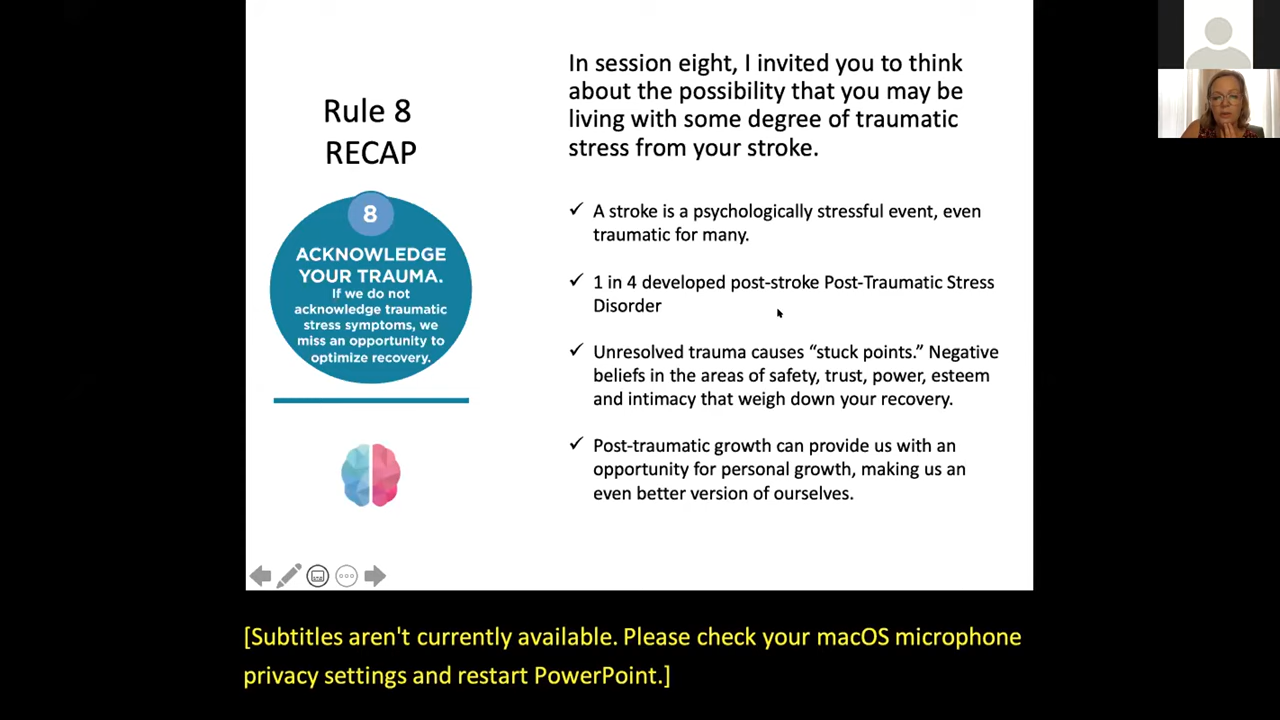 Rule 8
RECAP
8
ACKNOWLEDGE
YOUR TRAUMA.
If we do not
acknowledge traumatic
stress symptoms, we
miss an opportunity to
optimize recovery.
In session eight, I invited you to think
about the possibility that you may be
living with some degree of traumatic
stress from your stroke.
✓ A stroke is a psychologically stressful event, even
traumatic for many.
✓ 1 in 4 developed post-stroke Post-Traumatic Stress
Disorder
✓ Unresolved trauma causes “stuck points.” Negative
beliefs in the areas of safety, trust, power, esteem
and intimacy that weigh down your recovery.
✓ Post-traumatic growth can provide us with an
opportunity for personal growth, making us an
even better version of ourselves.
[Subtitles aren't currently available. Please check your macOS microphone
privacy settings and restart PowerPoint.]